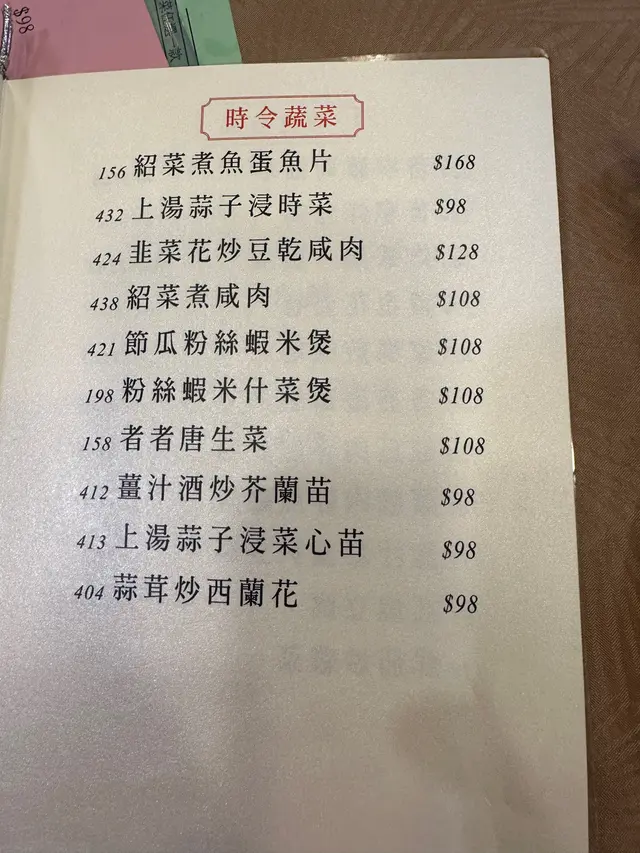 $98
時令蔬菜
156 紹菜煮魚蛋魚片 $168
432 上湯蒜子浸時菜 $98
424 韭菜花炒豆乾咸肉 $128
438 紹菜煮咸肉 $108
421 節瓜粉絲蝦米煲 $108
198 粉絲蝦米什菜煲 $108
158 者者唐生菜 $108
412 薑汁酒炒芥蘭苗 $98
413 上湯蒜子浸菜心苗 $98
404 蒜茸炒西蘭花 $98